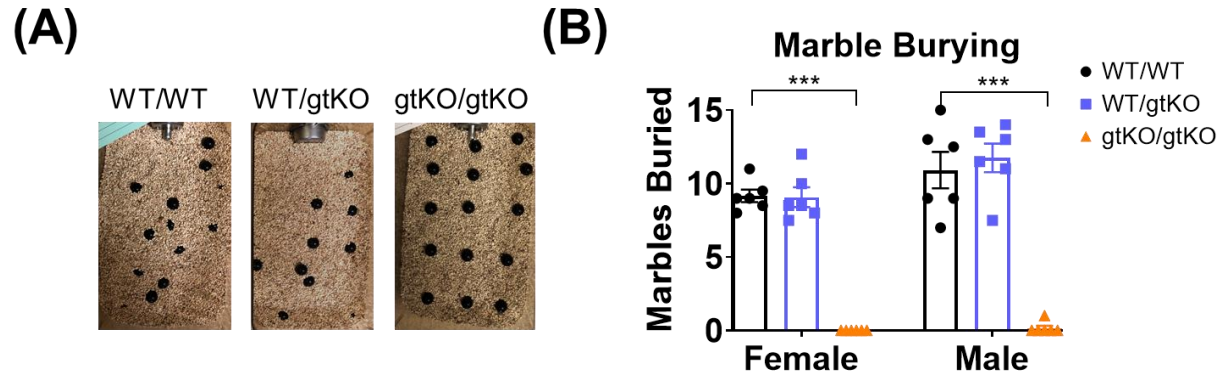 (A)
WT/WT
WT/gtKO
gtKO/gtKO
(B)
Marble Burying
***
***
Marbles Buried
15
10
5
0
Female
Male
WT/WT
WT/gtKO
gtKO/gtKO